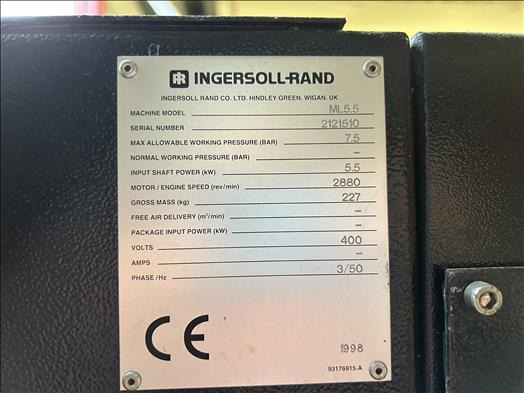 IR INGERSOLL-RAND
INGERSOLL RAND CO. LTD. HINDLEY GREEN. WIGAN. UK
MACHINE MODEL ML5.5
SERIAL NUMBER 2121510
MAX ALLOWABLE WORKING PRESSURE (BAR) 7.5
NORMAL WORKING PRESSURE (BAR) –
INPUT SHAFT POWER (kW) 5.5
MOTOR / ENGINE SPEED (rev/min) 2880
GROSS MASS (kg) 227
FREE AIR DELIVERY (m³/min) –
PACKAGE INPUT POWER (kW) –
VOLTS 400
AMPS –
PHASE/Hz 3/50
CE
1998
93176915.A